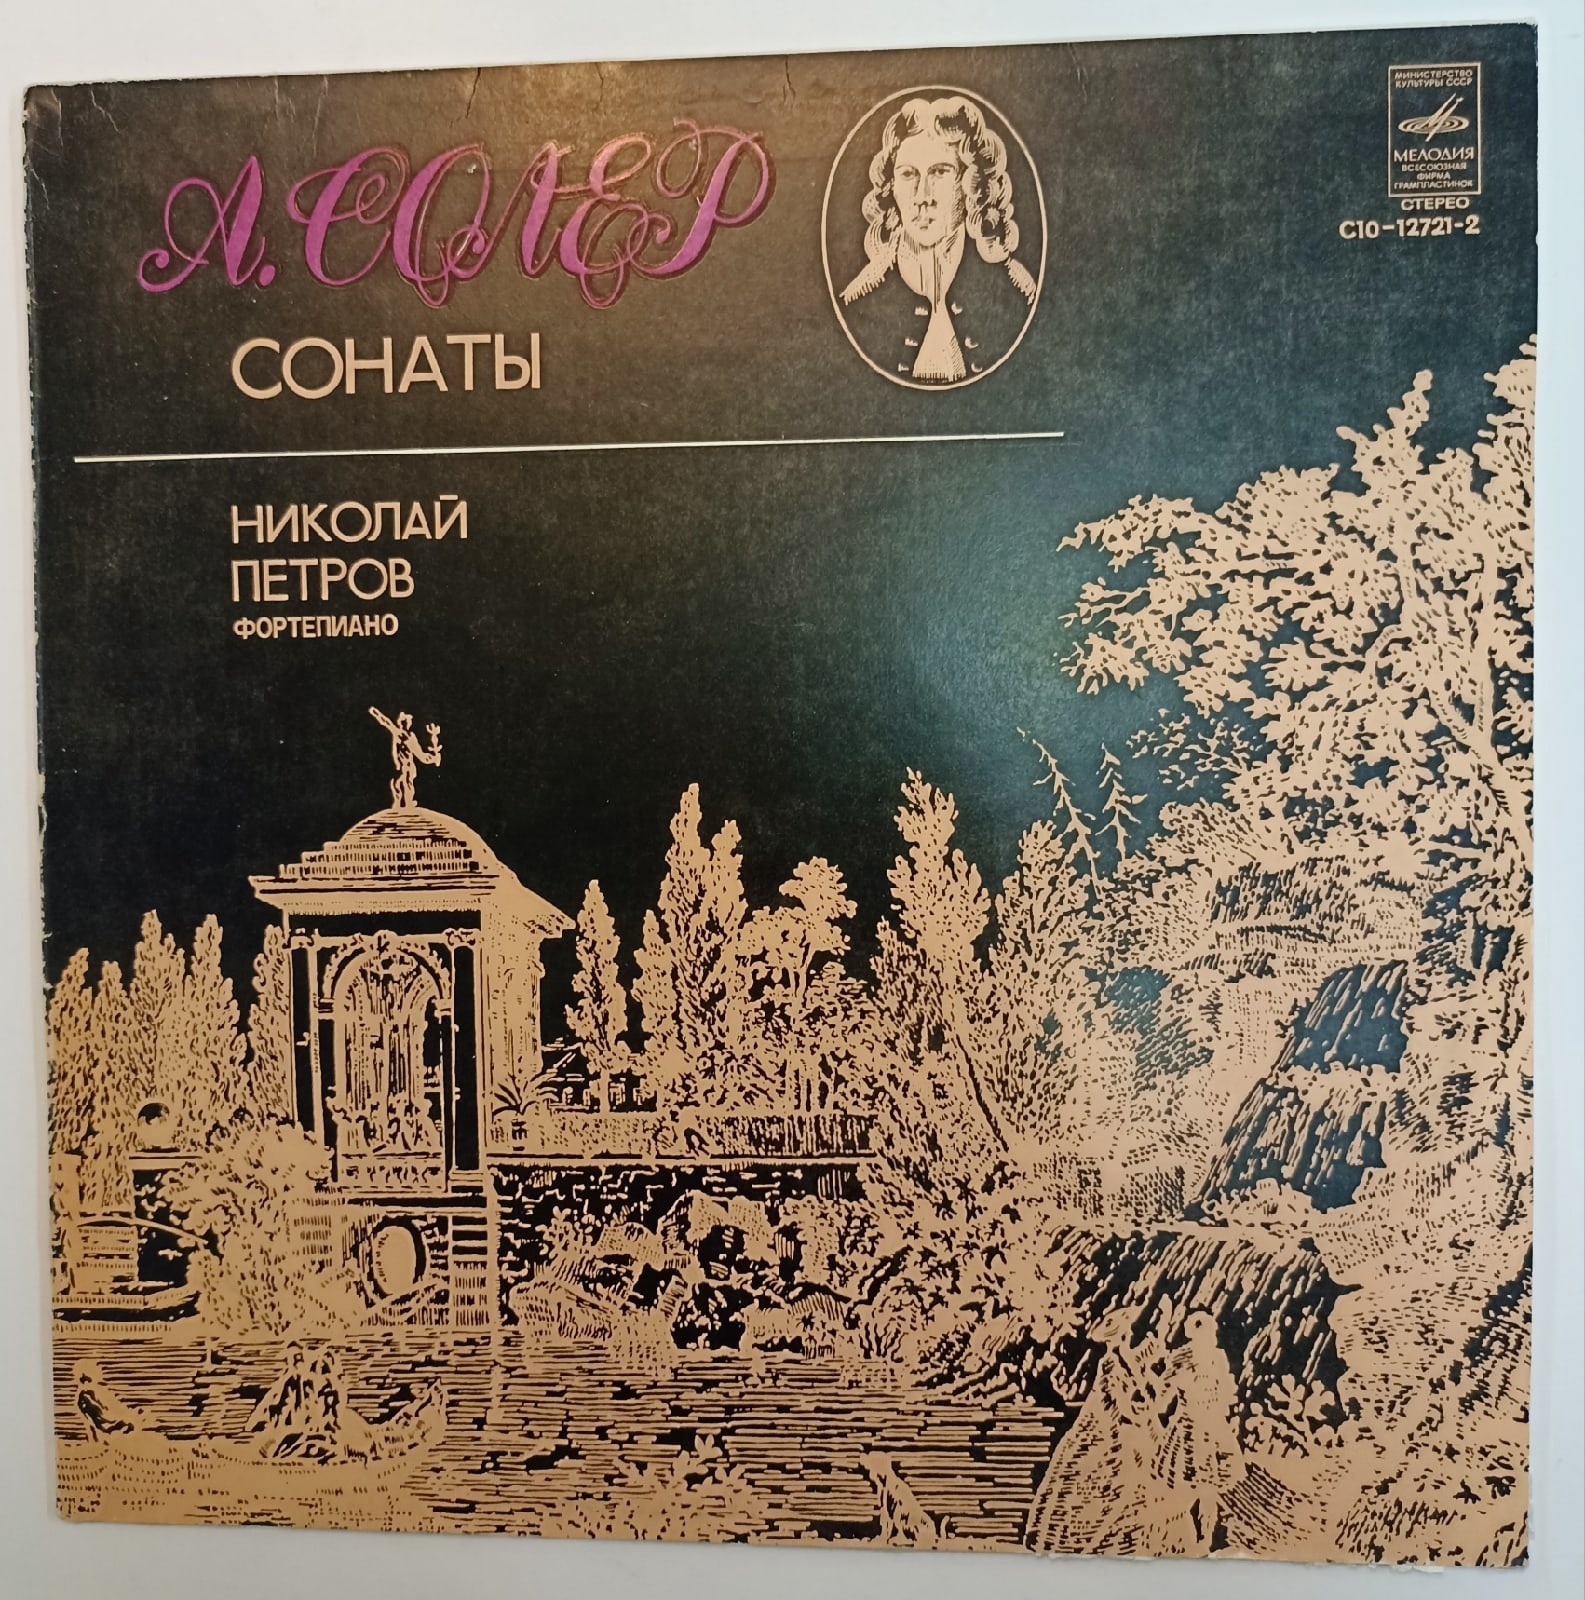 А. СОЛЕР
СОНАТЫ
НИКОЛАЙ
ПЕТРОВ
ФОРТЕПИАНО
МИНИСТЕРСТВО
КУЛЬТУРЫ СССР
МЕЛОДИЯ
ВСЕСОЮЗНАЯ
ФИРМА
ГРАМПЛАСТИНОК
СТЕРЕО
С10-12721-2